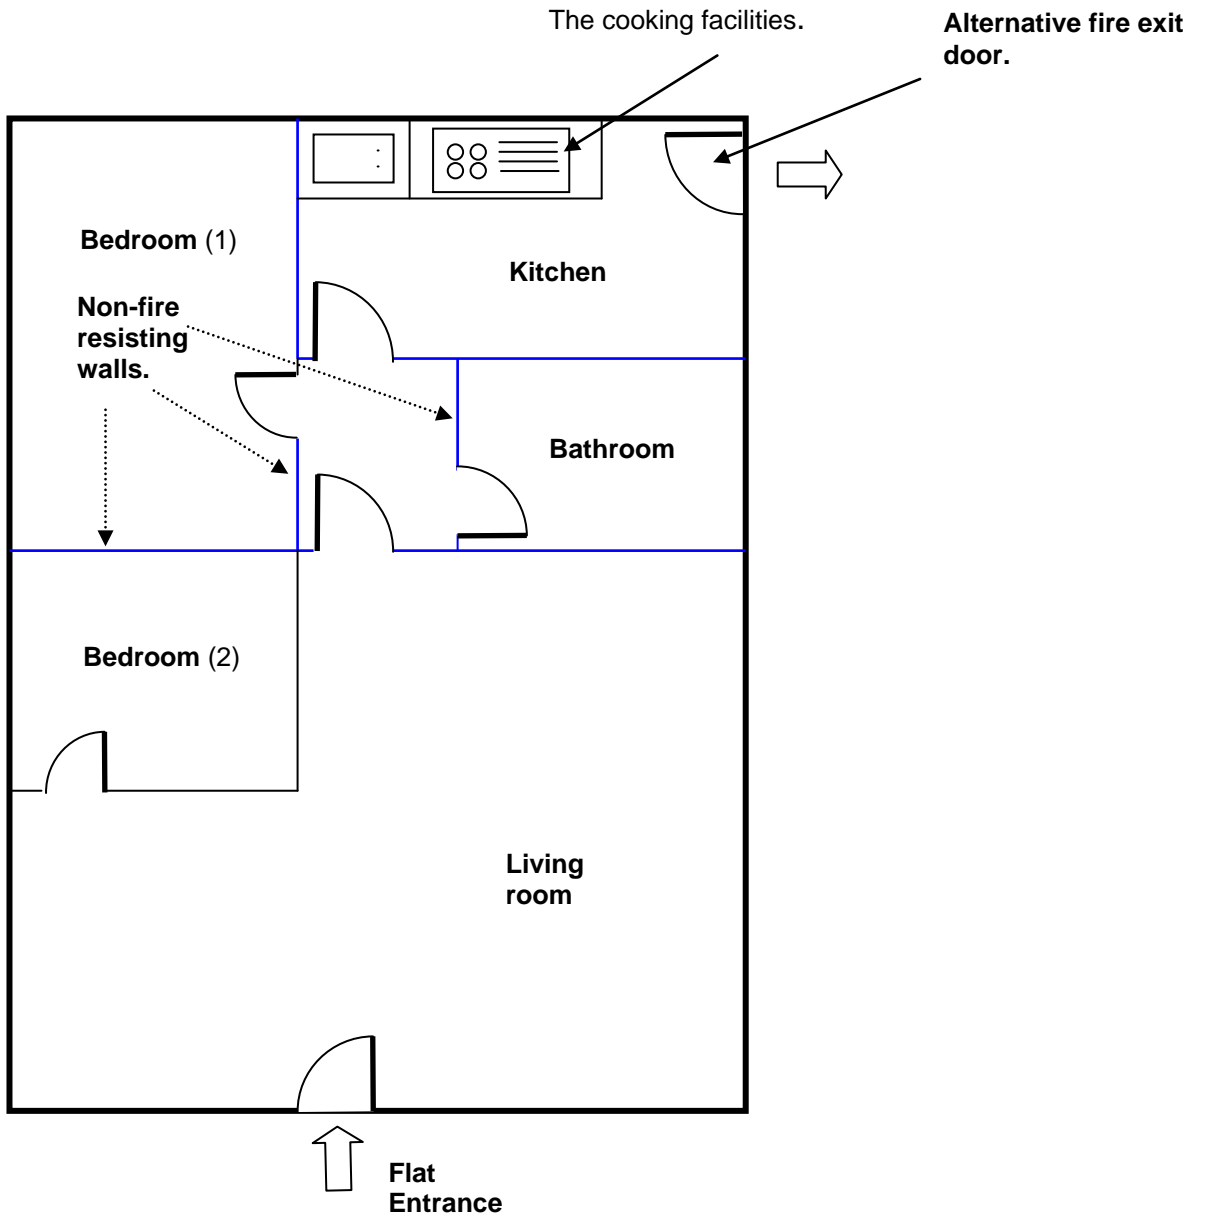 The cooking facilities.
Alternative fire exit
door.
Bedroom (1)
Kitchen
Non-fire
resisting
walls.
Bathroom
Bedroom (2)
Living
room
Flat
Entrance